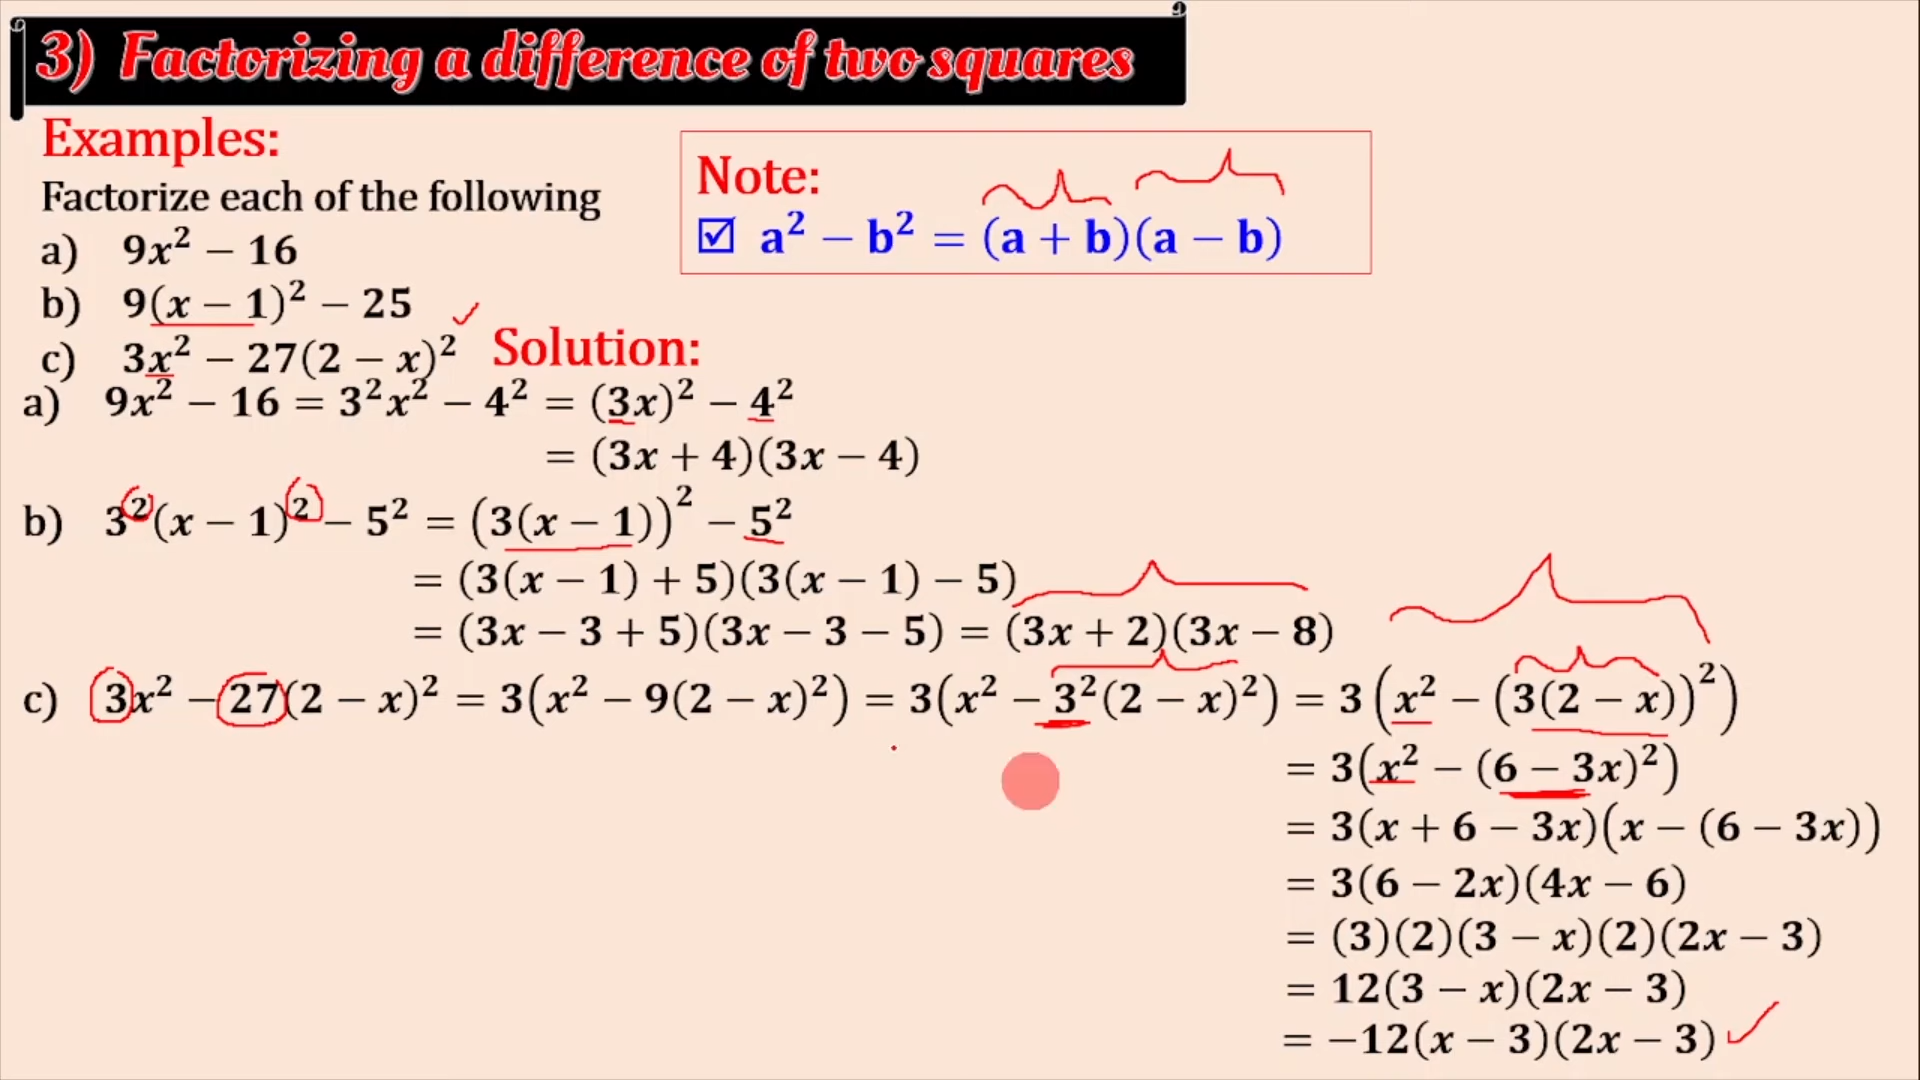 3) Factorizing a difference of two squares
Examples:
Factorize each of the following
a) 9x² − 16
b) 9(x − 1)² − 25
c) 3x² − 27(2 − x)²
Note:
☑ a² − b² = (a + b)(a − b)
Solution:
a) 9x² − 16 = 3²x² − 4² = (3x)² − 4²
= (3x + 4)(3x − 4)
b) 3²(x − 1)² − 5² = (3(x − 1))² − 5²
= (3(x − 1) + 5)(3(x − 1) − 5)
= (3x − 3 + 5)(3x − 3 − 5) = (3x + 2)(3x − 8)
c) 3x² − 27(2 − x)² = 3(x² − 9(2 − x)²) = 3(x² − 3²(2 − x)²) = 3(x² − (3(2 − x))²)
= 3(x² − (6 − 3x)²)
= 3(x + 6 − 3x)(x − (6 − 3x))
= 3(6 − 2x)(4x − 6)
= (3)(2)(3 − x)(2)(2x − 3)
= 12(3 − x)(2x − 3)
= −12(x − 3)(2x − 3)